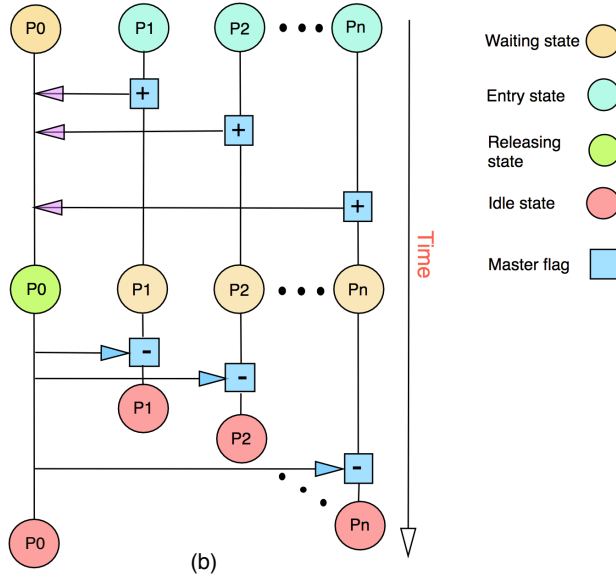 P0 P1 P2 Pn
Waiting state
+
Entry state
+
Releasing
state
+
Idle state
Time
Master flag
P0 P1 P2 Pn
-
-
P1
P2
-
Pn
P0
(b)